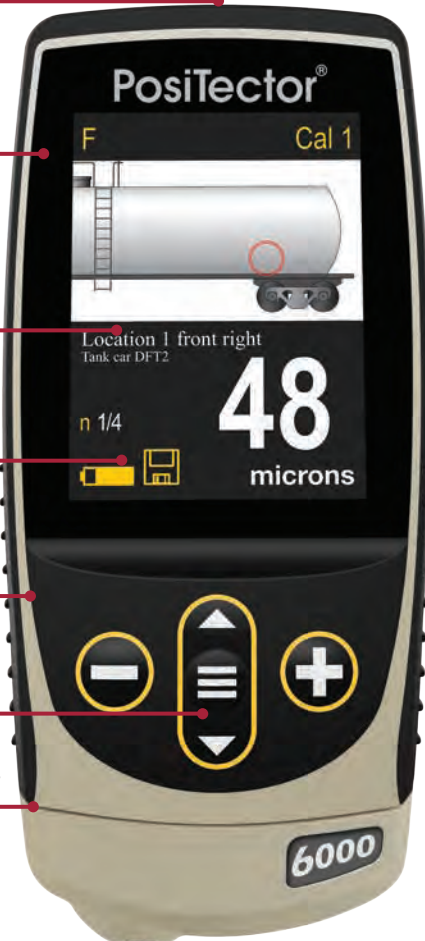 PosiTector®
F Cal 1
Location 1 front right
Tank car DFT2
48
n 1/4
microns
6000